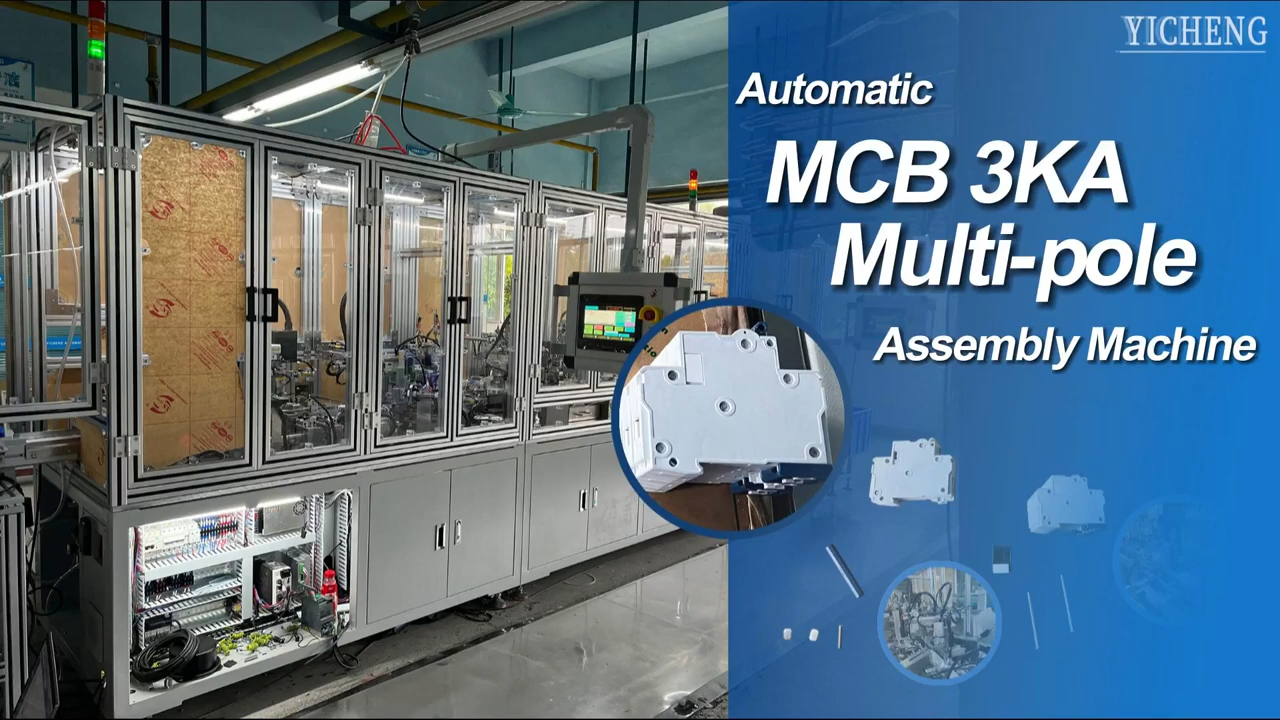 YICHENG
Automatic
MCB 3KA
Multi-pole
Assembly Machine